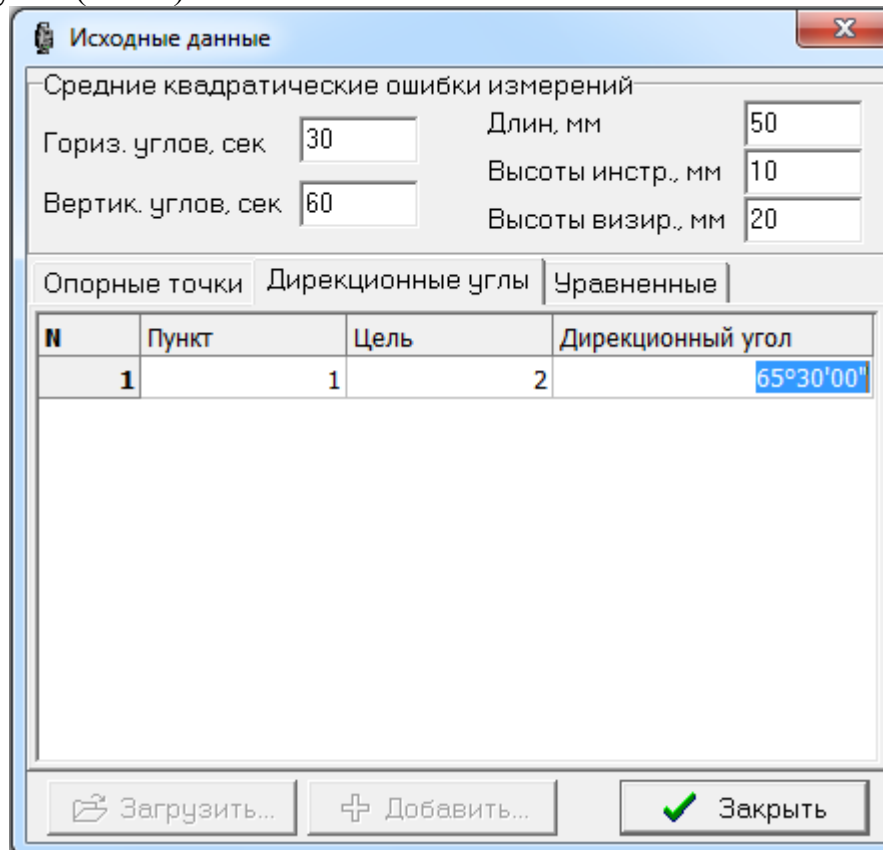 Исходные данные
Средние квадратические ошибки измерений
Гориз. углов, сек 30
Длин, мм 50
Высоты инстр., мм 10
Вертик. углов, сек 60
Высоты визир., мм 20
Опорные точки Дирекционные углы Уравненные
N Пункт Цель Дирекционный угол
1 1 2 65º30'00"
Загрузить... Добавить... Закрыть